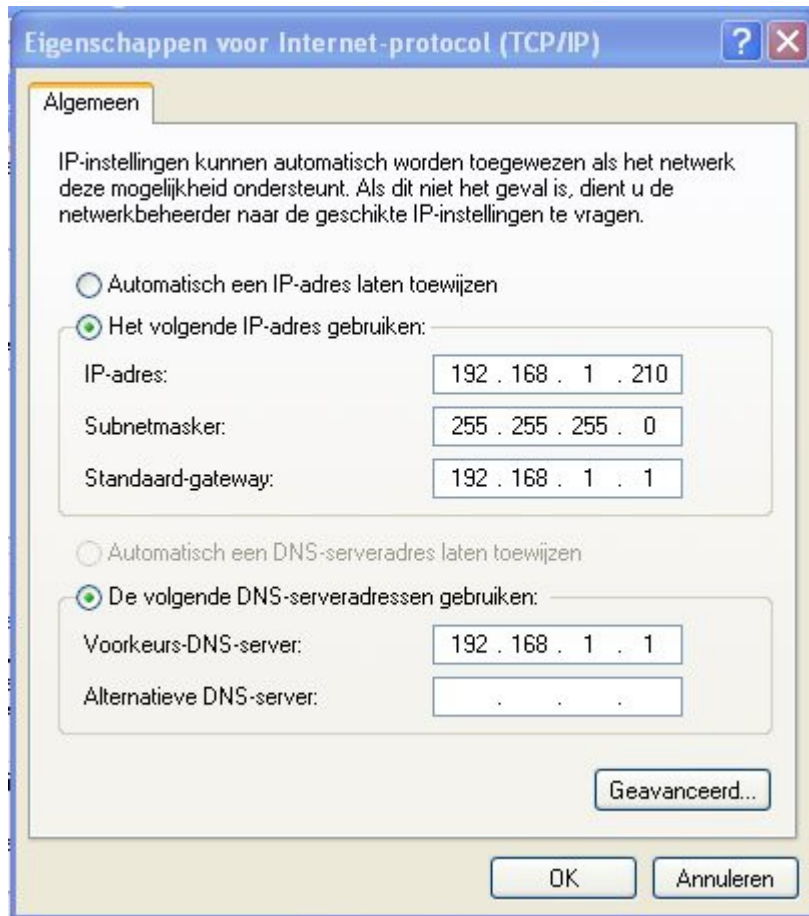 Eigenschappen voor Internet-protocol (TCP/IP)
Algemeen
IP-instellingen kunnen automatisch worden toegewezen als het netwerk
deze mogelijkheid ondersteunt. Als dit niet het geval is, dient u de
netwerkbeheerder naar de geschikte IP-instellingen te vragen.
Automatisch een IP-adres laten toewijzen
Het volgende IP-adres gebruiken:
IP-adres: 192 . 168 . 1 . 210
Subnetmasker: 255 . 255 . 255 . 0
Standaard-gateway: 192 . 168 . 1 . 1
Automatisch een DNS-serveradres laten toewijzen
De volgende DNS-serveradressen gebruiken:
Voorkeurs-DNS-server: 192 . 168 . 1 . 1
Alternatieve DNS-server: . . .
Geavanceerd...
OK Annuleren